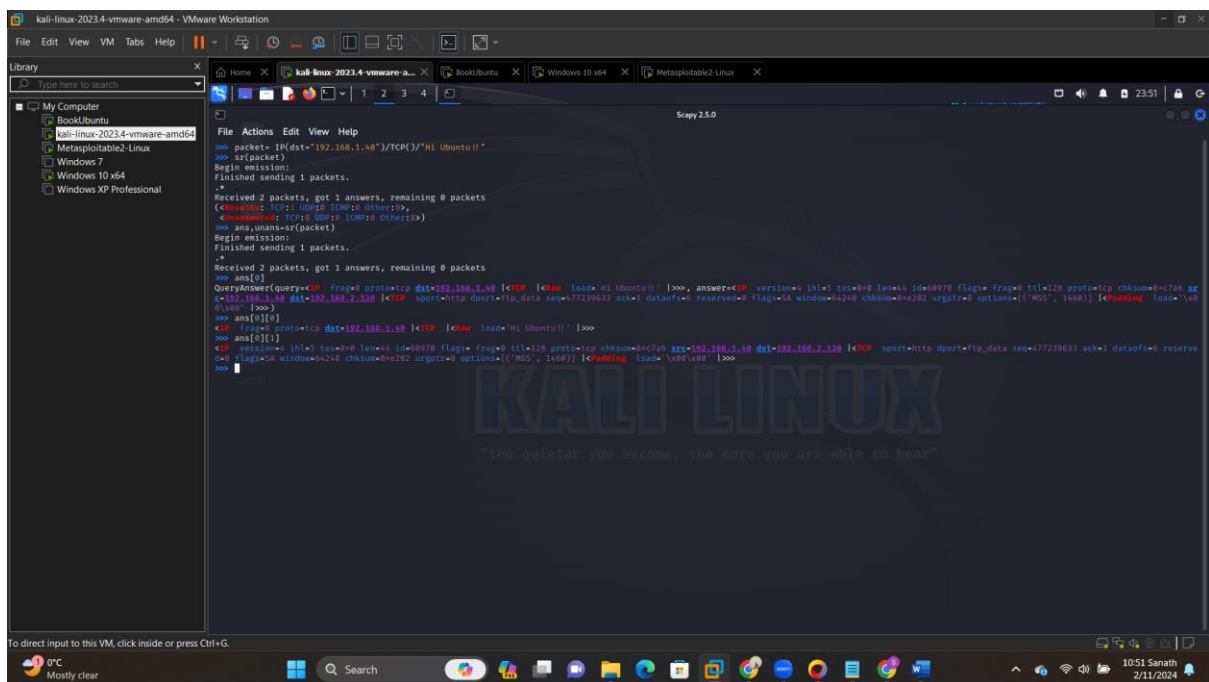 kali-linux-2023.4-vmware-amd64 - VMware Workstation
File Edit View VM Tabs Help
Library
Type here to search
My Computer
BookUbuntu
kali-linux-2023.4-vmware-amd64
Metasploitable2-Linux
Windows 7
Windows 10 x64
Windows XP Professional
Home kali-linux-2023.4-vmware-a... BookUbuntu Windows 10 x64 Metasploitable2-Linux
1 2 3 4 23:51
Scapy 2.5.0
File Actions Edit View Help
>>> packet= IP(dst="192.168.1.40")/TCP()/"Hi Ubuntu!!"
>>> sr(packet)
Begin emission:
Finished sending 1 packets.
.*
Received 2 packets, got 1 answers, remaining 0 packets
(<Results: TCP:1 UDP:0 ICMP:0 Other:0>,
<Unanswered: TCP:0 UDP:0 ICMP:0 Other:0>)
>>> ans,unans=sr(packet)
Begin emission:
Finished sending 1 packets.
.*
Received 2 packets, got 1 answers, remaining 0 packets
>>> ans[0]
QueryAnswer(query=<IP frag=0 proto=tcp dst=192.168.1.40 |<TCP |<Raw load='Hi Ubuntu!!' |>>>, answer=<IP version=4 ihl=5 tos=0×0 len=44 id=60970 flags= frag=0 ttl=128 proto=tcp chksum=0×c7a6 sr
c=192.168.1.40 dst=192.168.2.130 |<TCP sport=http dport=ftp_data seq=477239633 ack=1 dataofs=6 reserved=0 flags=SA window=64240 chksum=0×e202 urgptr=0 options=[('MSS', 1460)] |<Padding load='\x0
0\x00' |>>>)
>>> ans[0][0]
<IP frag=0 proto=tcp dst=192.168.1.40 |<TCP |<Raw load='Hi Ubuntu!!' |>>>
>>> ans[0][1]
<IP version=4 ihl=5 tos=0×0 len=44 id=60970 flags= frag=0 ttl=128 proto=tcp chksum=0×c7a6 src=192.168.1.40 dst=192.168.2.130 |<TCP sport=http dport=ftp_data seq=477239633 ack=1 dataofs=6 reserve
d=0 flags=SA window=64240 chksum=0×e202 urgptr=0 options=[('MSS', 1460)] |<Padding load='\x00\x00' |>>>
>>>
KALI LINUX
"the quieter you become, the more you are able to hear"
To direct input to this VM, click inside or press Ctrl+G.
0°C
Mostly clear
Search
10:51 Sanath
2/11/2024